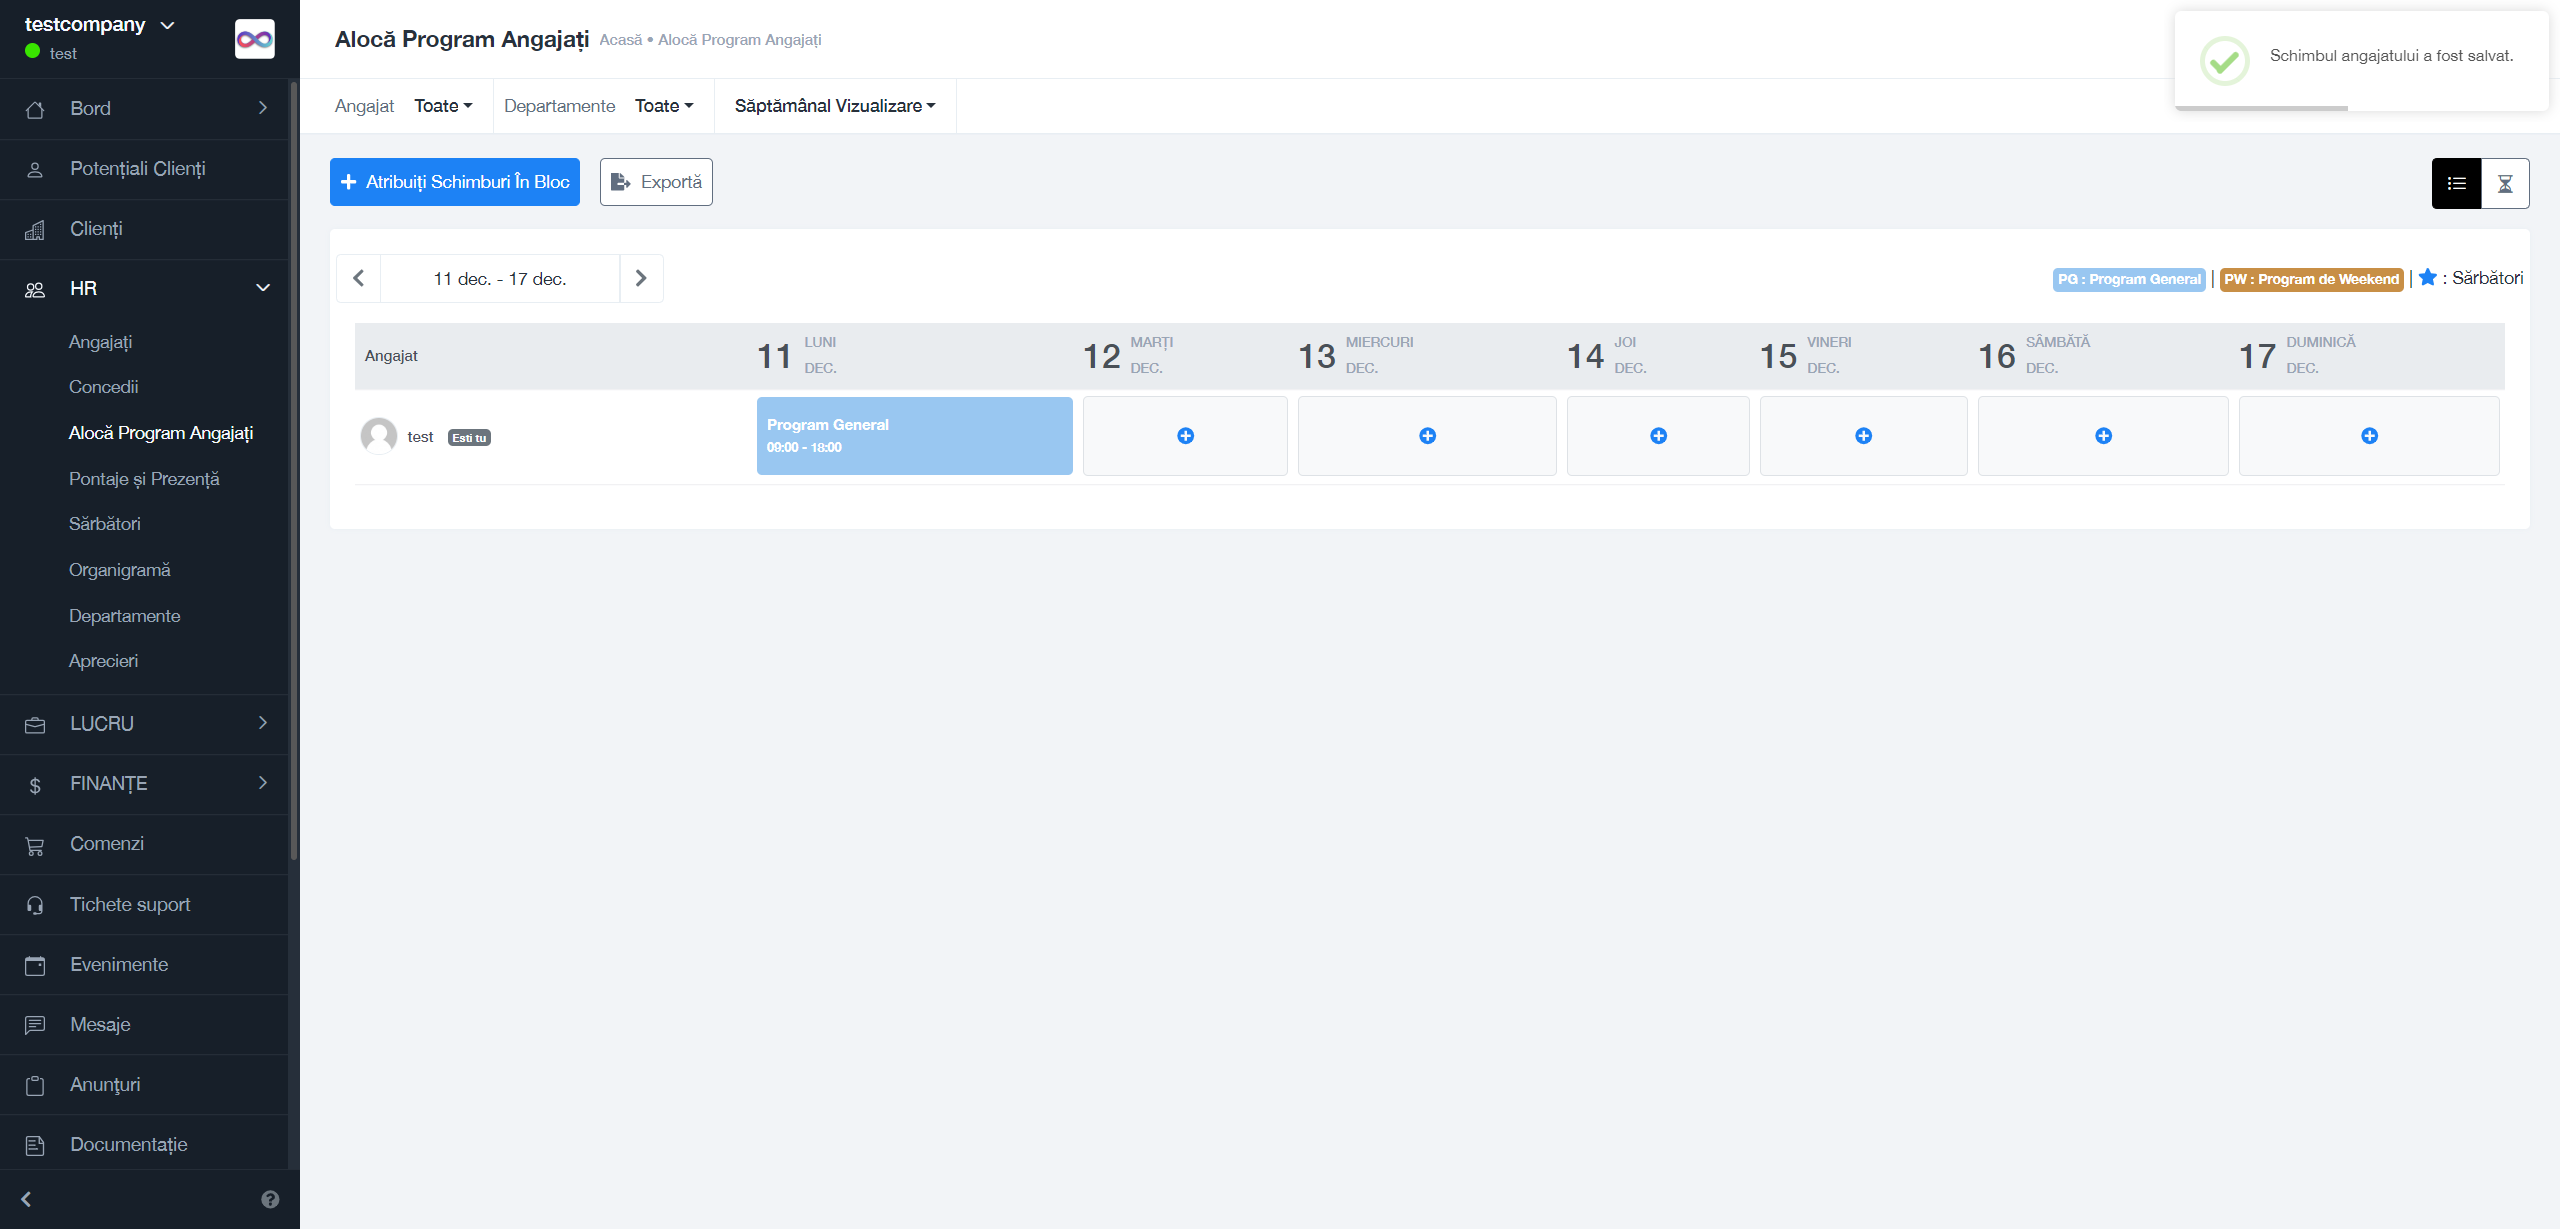 testcompany
test
Bord
Potențiali Clienți
Clienți
HR
Angajați
Concedii
Alocă Program Angajați
Pontaje și Prezență
Sărbători
Organigramă
Departamente
Aprecieri
LUCRU
FINANȚE
Comenzi
Tichete suport
Evenimente
Mesaje
Anunțuri
Documentație
Alocă Program Angajați Acasă • Alocă Program Angajați
Schimbul angajatului a fost salvat.
Angajat Toate Departamente Toate Săptămânal Vizualizare
Atribuiți Schimburi În Bloc Exportă
11 dec. - 17 dec.
PG : Program General | PW : Program de Weekend | : Sărbători
Angajat
11 LUNI DEC.
12 MARȚI DEC.
13 MIERCURI DEC.
14 JOI DEC.
15 VINERI DEC.
16 SÂMBĂTĂ DEC.
17 DUMINICĂ DEC.
test Esti tu
Program General
09:00 - 18:00